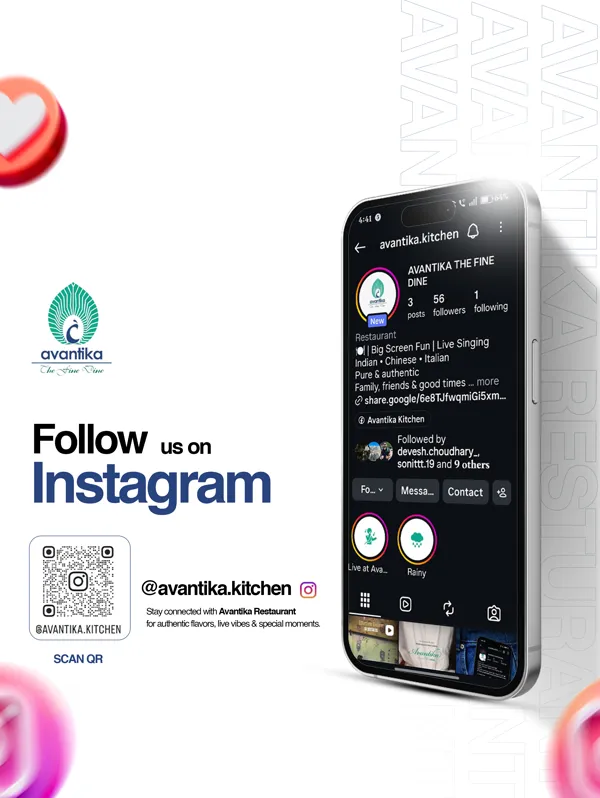 AVANTIKA RESTURANT
AVANTIKA
avantika
The Fine Dine
Follow us on
Instagram
@AVANTIKA.KITCHEN
SCAN QR
@avantika.kitchen
Stay connected with Avantika Restaurant
for authentic flavors, live vibes & special moments.
4:41
avantika.kitchen
AVANTIKA THE FINE
DINE
3 56 1
posts followers following
avantika
New
Restaurant
🍽️ | Big Screen Fun | Live Singing
Indian • Chinese • Italian
Pure & authentic
Family, friends & good times ... more
share.google/6e8TJfwqmiGi5xm...
Avantika Kitchen
Followed by
devesh.choudhary_,
sonittt.19 and 9 others
Fo... Messa... Contact
Live at Ava... Rainy
Avantika